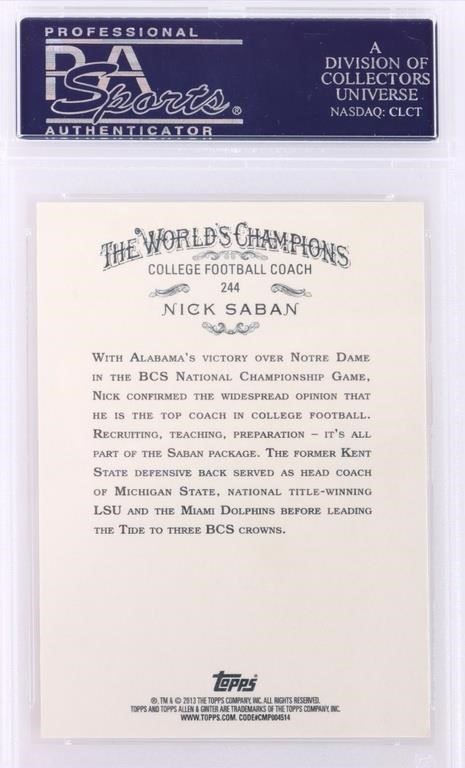 PROFESSIONAL
PSA
Sports®
AUTHENTICATOR
A
DIVISION OF
COLLECTORS
UNIVERSE
NASDAQ: CLCT
THE WORLD'S CHAMPIONS
COLLEGE FOOTBALL COACH
244
NICK SABAN
WITH ALABAMA'S VICTORY OVER NOTRE DAME
IN THE BCS NATIONAL CHAMPIONSHIP GAME,
NICK CONFIRMED THE WIDESPREAD OPINION THAT
HE IS THE TOP COACH IN COLLEGE FOOTBALL.
RECRUITING, TEACHING, PREPARATION – IT'S ALL
PART OF THE SABAN PACKAGE. THE FORMER KENT
STATE DEFENSIVE BACK SERVED AS HEAD COACH
OF MICHIGAN STATE, NATIONAL TITLE-WINNING
LSU AND THE MIAMI DOLPHINS BEFORE LEADING
THE TIDE TO THREE BCS CROWNS.
Topps
®, TM & © 2013 THE TOPPS COMPANY, INC. ALL RIGHTS RESERVED.
TOPPS AND TOPPS ALLEN & GINTER ARE TRADEMARKS OF THE TOPPS COMPANY, INC.
WWW.TOPPS.COM. CODE#CMP004514